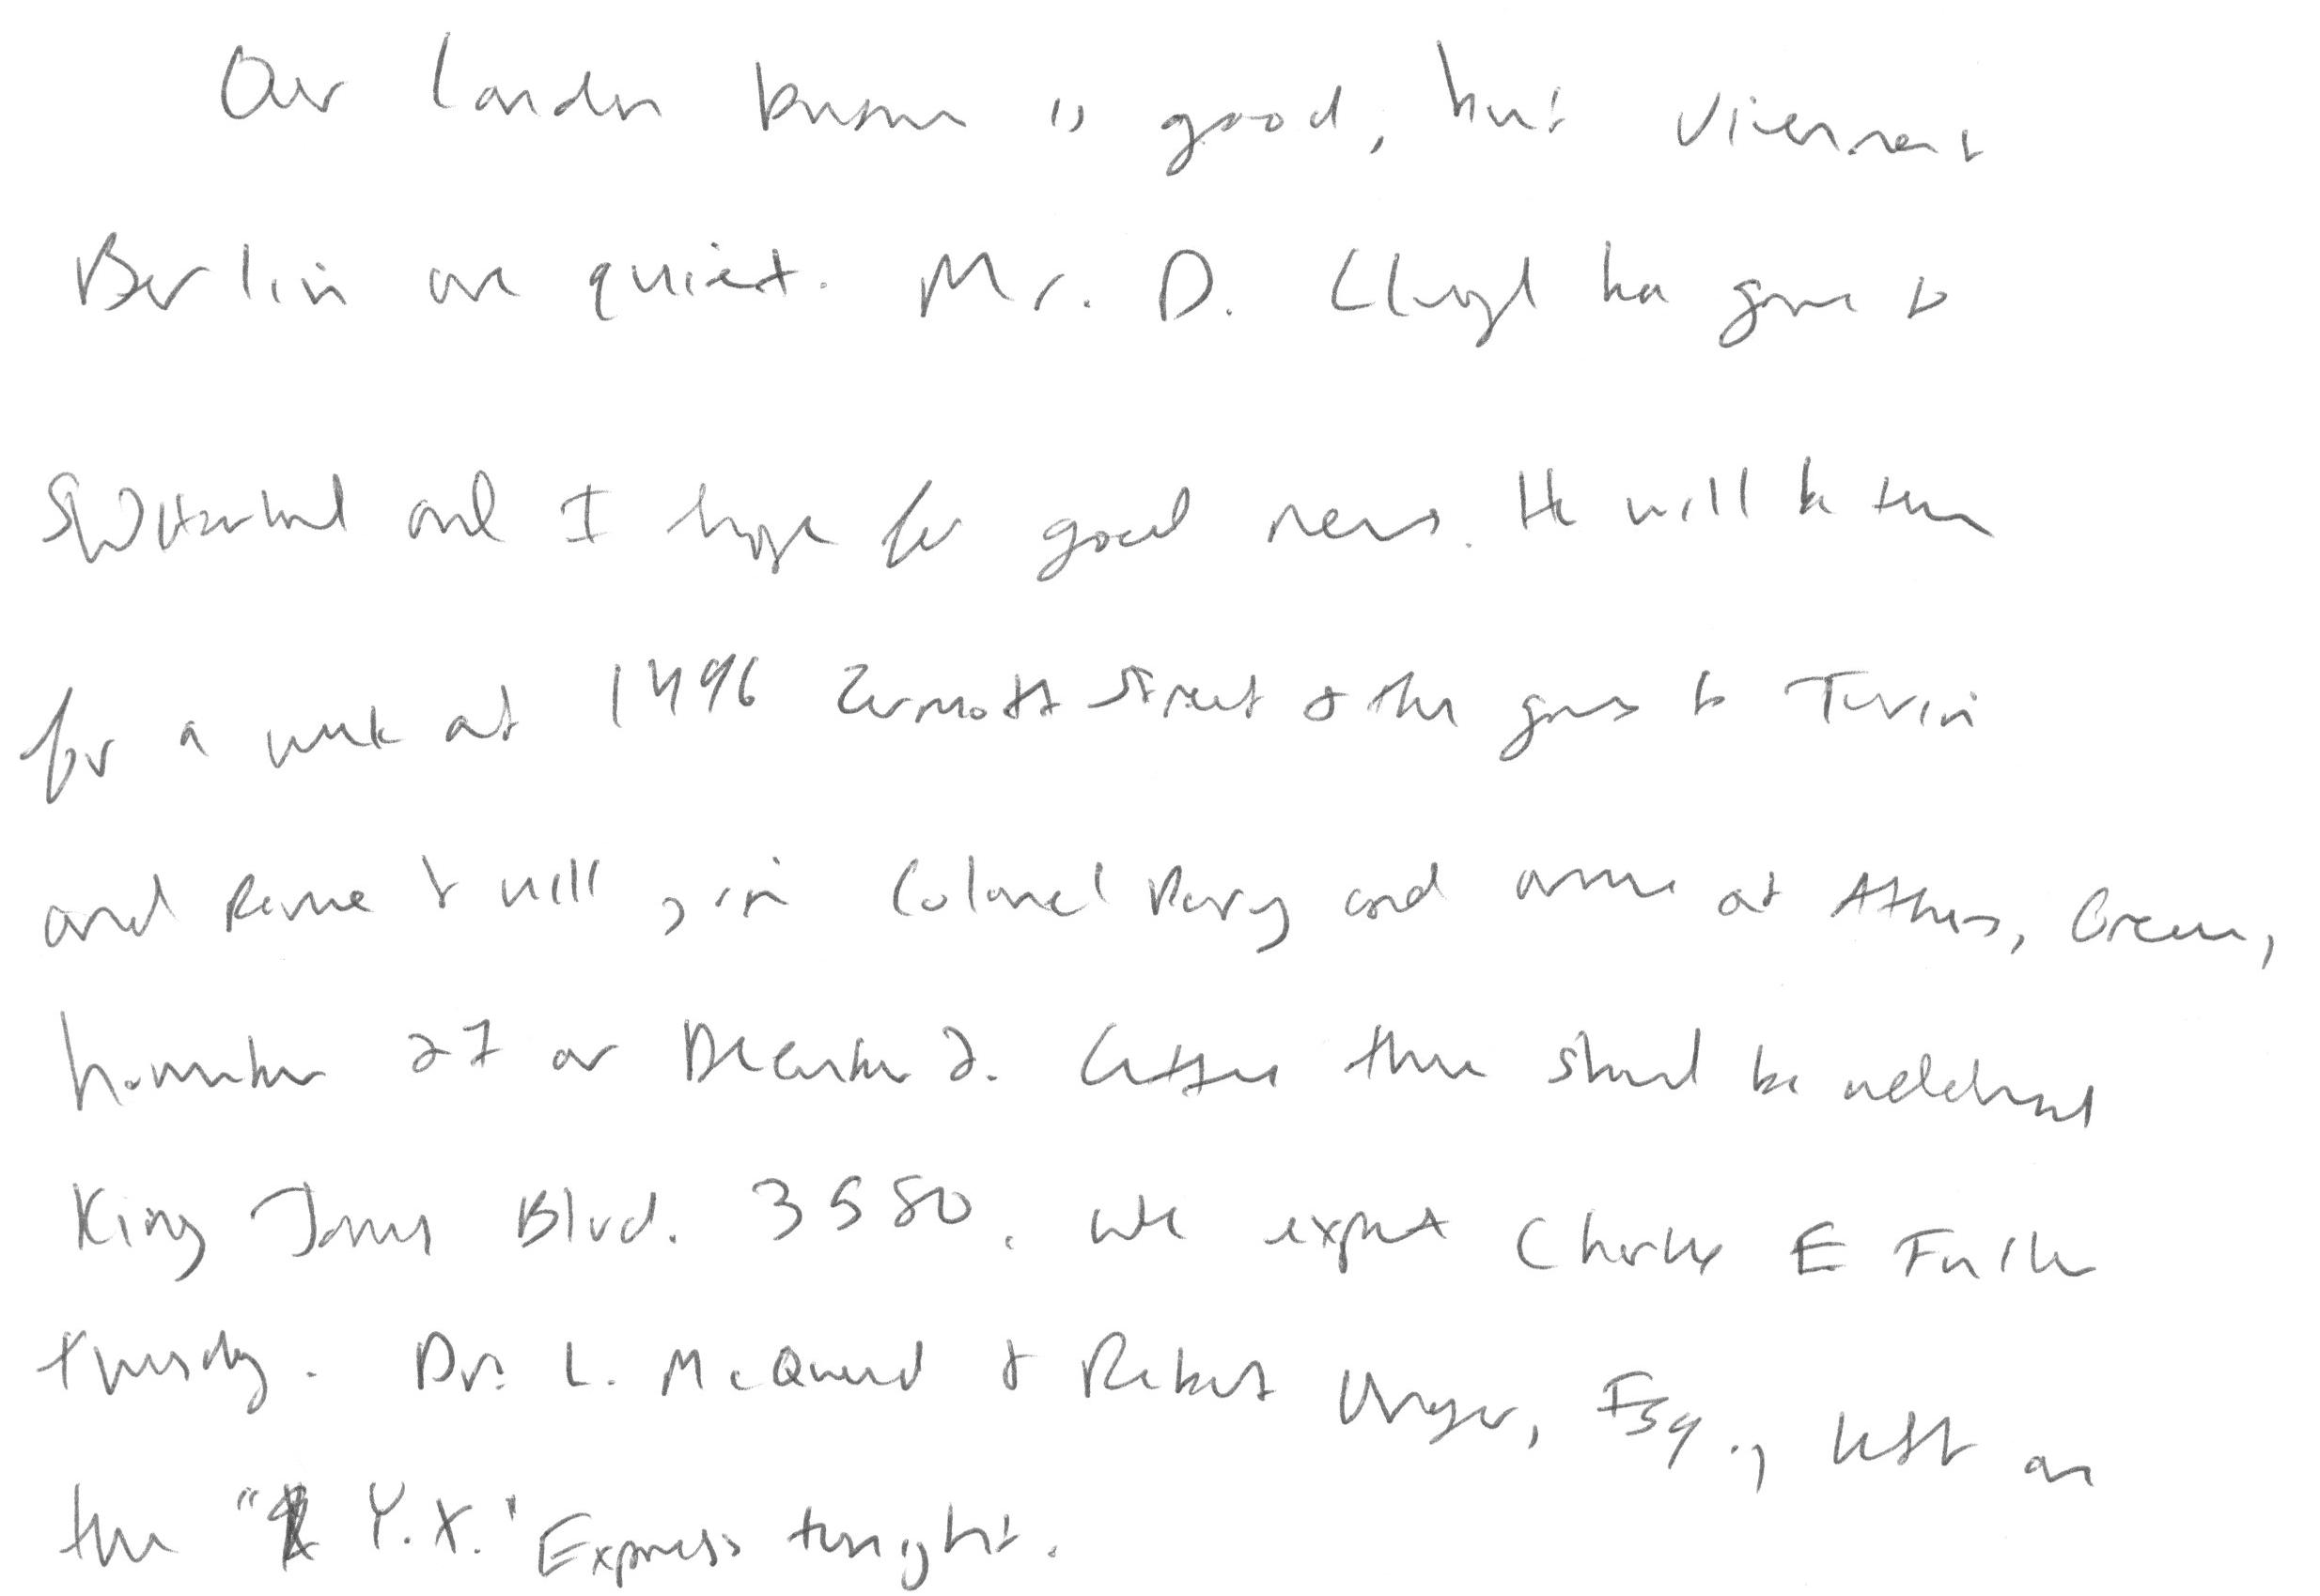 Our London business is good, but Vienna &
Berlin are quiet. Mr. D. Lloyd has gone to
Switzerland and I hope for good news. He will be there
for a week at 1496 Zermott Street & then goes to Turin
and Rome & will join Colonel Parry and arrive at Athens, Greece,
November 27 or December 2. Letters there should be addressed
King James Blvd. 3580. We expect Charles E Fuller
Tuesday. Dr. L. McQuaid & Robert Unger, Esq., left on
the "Y.X." Express tonight.